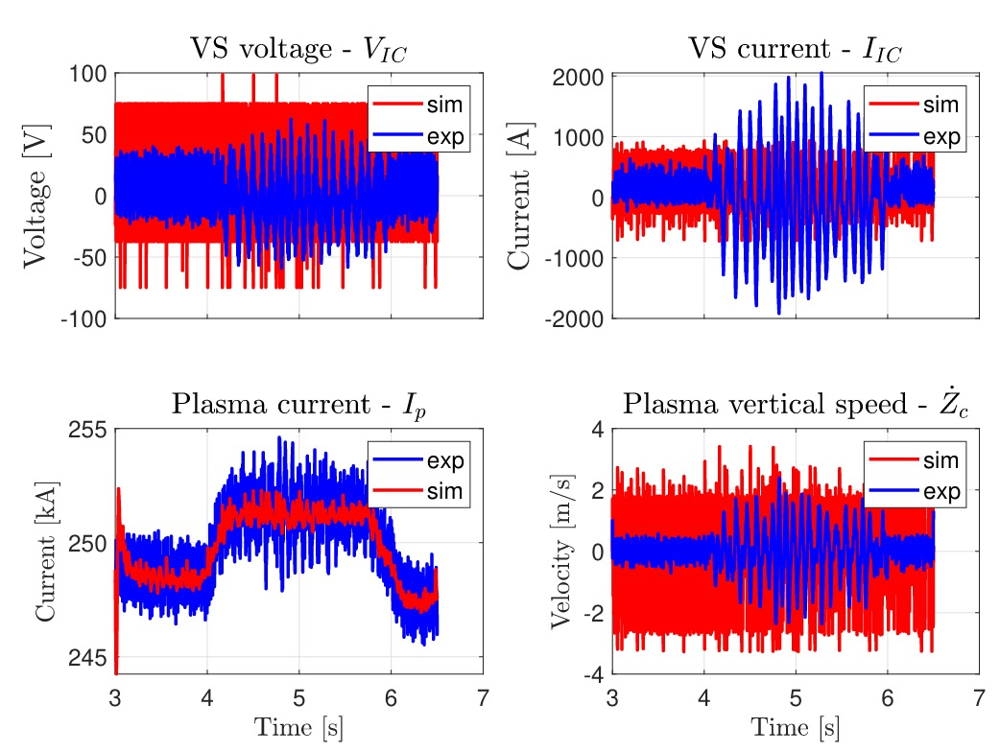 VS voltage - V_IC
100
50
0
-50
-100
Voltage [V]
sim
exp
VS current - I_IC
2000
1000
0
-1000
-2000
Current [A]
sim
exp
Plasma current - I_p
255
250
245
Current [kA]
exp
sim
3 4 5 6 7
Time [s]
Plasma vertical speed - Ż_c
4
2
0
-2
-4
Velocity [m/s]
sim
exp
3 4 5 6 7
Time [s]